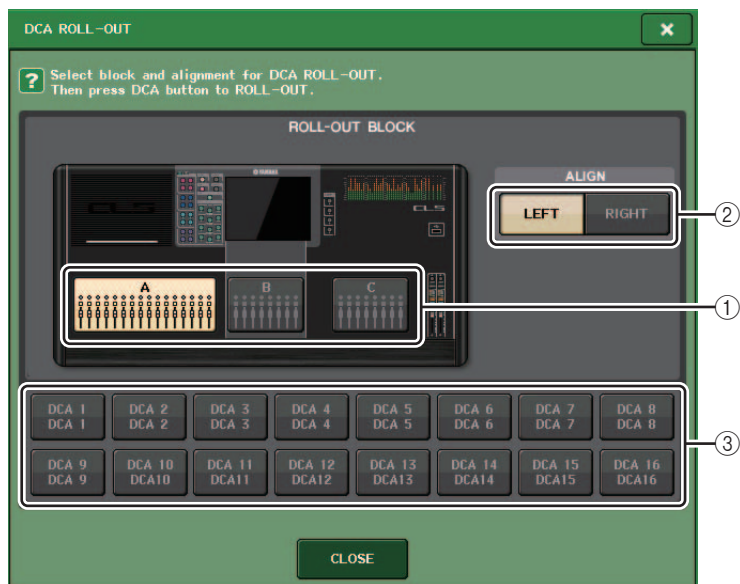 DCA ROLL-OUT
? Select block and alignment for DCA ROLL-OUT.
Then press DCA button to ROLL-OUT.
ROLL-OUT BLOCK
YAMAHA
CL5
CL5
ALIGN
LEFT RIGHT
②
A B C
①
DCA 1 DCA 2 DCA 3 DCA 4 DCA 5 DCA 6 DCA 7 DCA 8
DCA 1 DCA 2 DCA 3 DCA 4 DCA 5 DCA 6 DCA 7 DCA 8
③
DCA 9 DCA 10 DCA 11 DCA 12 DCA 13 DCA 14 DCA 15 DCA 16
DCA 9 DCA10 DCA11 DCA12 DCA13 DCA14 DCA15 DCA16
CLOSE